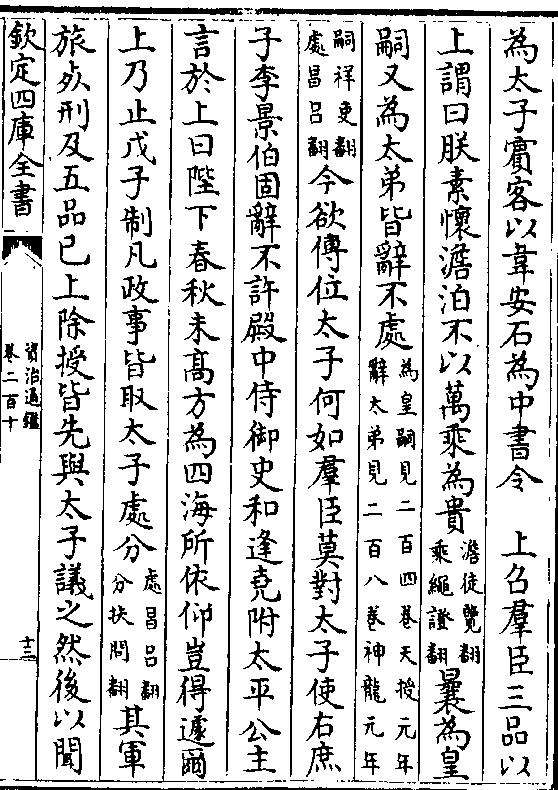 為太子賓客以韋安石為中書令　上召羣臣三品以
上謂曰朕素懷澹泊不以萬乘為貴澹徒覽翻乘繩證翻曩為皇
嗣又為太弟皆辭不處為皇嗣見二百四卷天授元年辭太弟見二百八卷神龍元年
嗣祥吏翻處昌呂翻今欲傳位太子何如羣臣莫對太子使右庶
子李景伯固辭不許殿中侍御史和逢堯附太平公主
言於上曰陛下春秋未髙方為四海所依仰豈得遽爾
上乃止戊子制凡政事皆取太子處分處昌呂翻分扶問翻其軍
旅死刑及五品已上除授皆先與太子議之然後以聞
欽定四庫全書
資治通鑑
卷二百十
十三